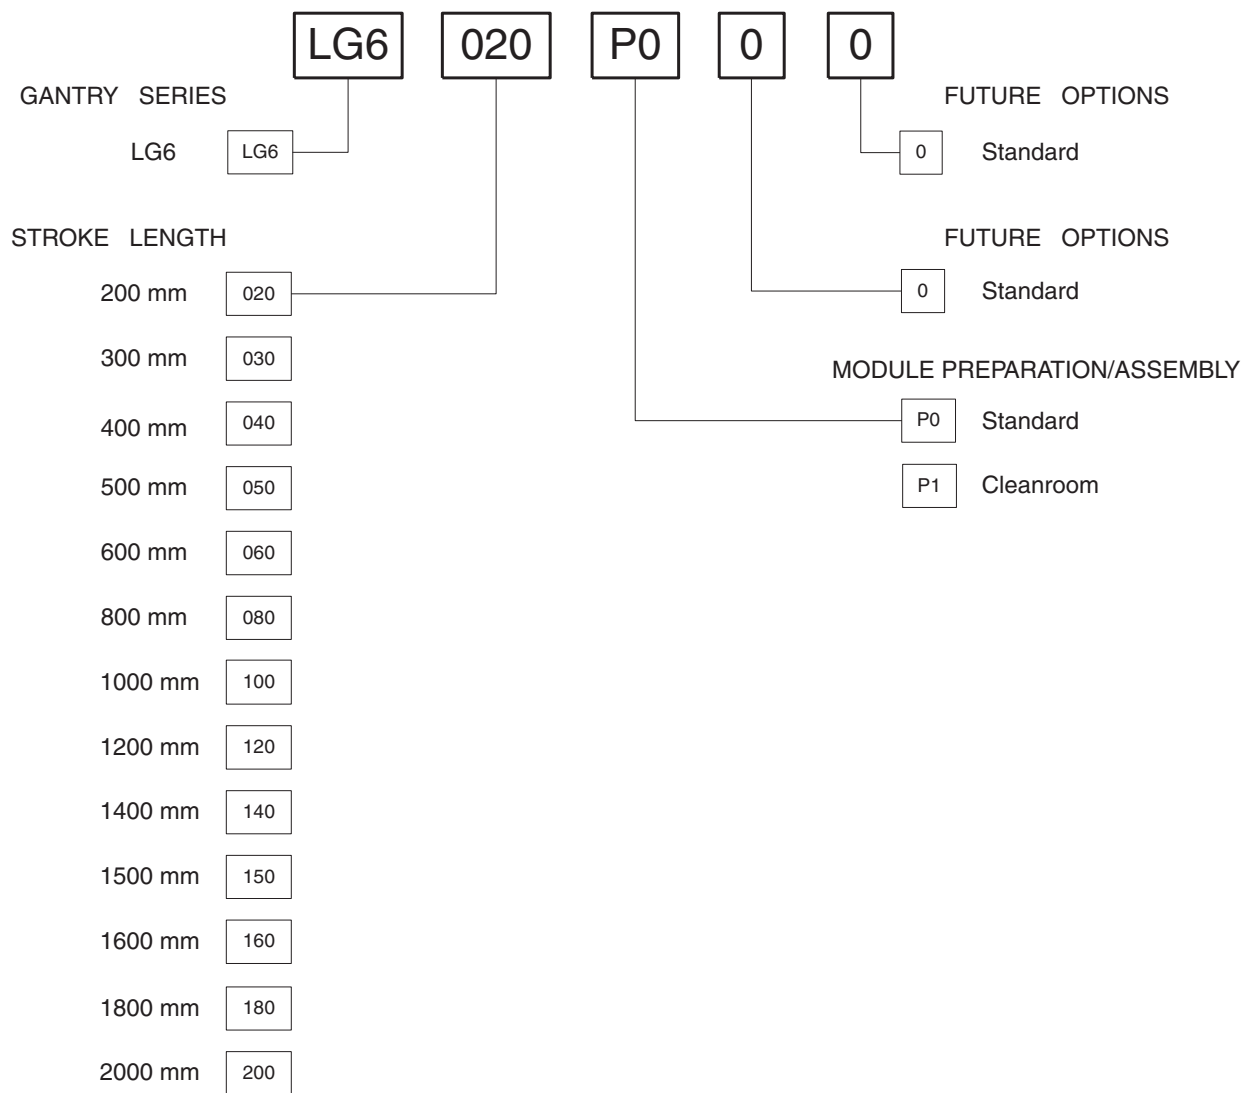 LG6 020 P0 0 0
GANTRY SERIES
LG6 LG6
STROKE LENGTH
200 mm 020
300 mm 030
400 mm 040
500 mm 050
600 mm 060
800 mm 080
1000 mm 100
1200 mm 120
1400 mm 140
1500 mm 150
1600 mm 160
1800 mm 180
2000 mm 200
FUTURE OPTIONS
0 Standard
FUTURE OPTIONS
0 Standard
MODULE PREPARATION/ASSEMBLY
P0 Standard
P1 Cleanroom